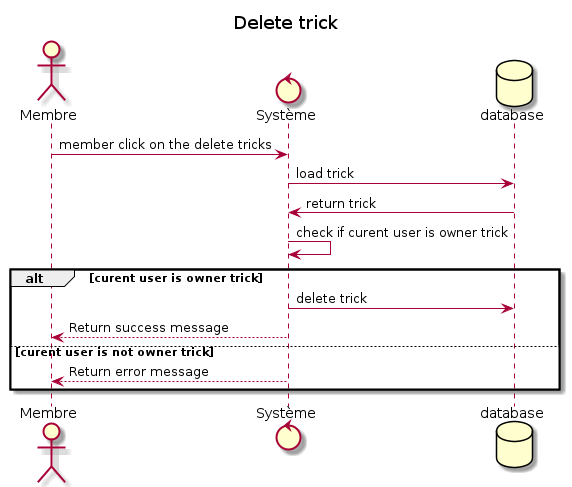 Delete trick
Membre
Système
database
member click on the delete tricks
load trick
return trick
check if curent user is owner trick
alt
[curent user is owner trick]
delete trick
Return success message
[curent user is not owner trick]
Return error message
Membre
Système
database